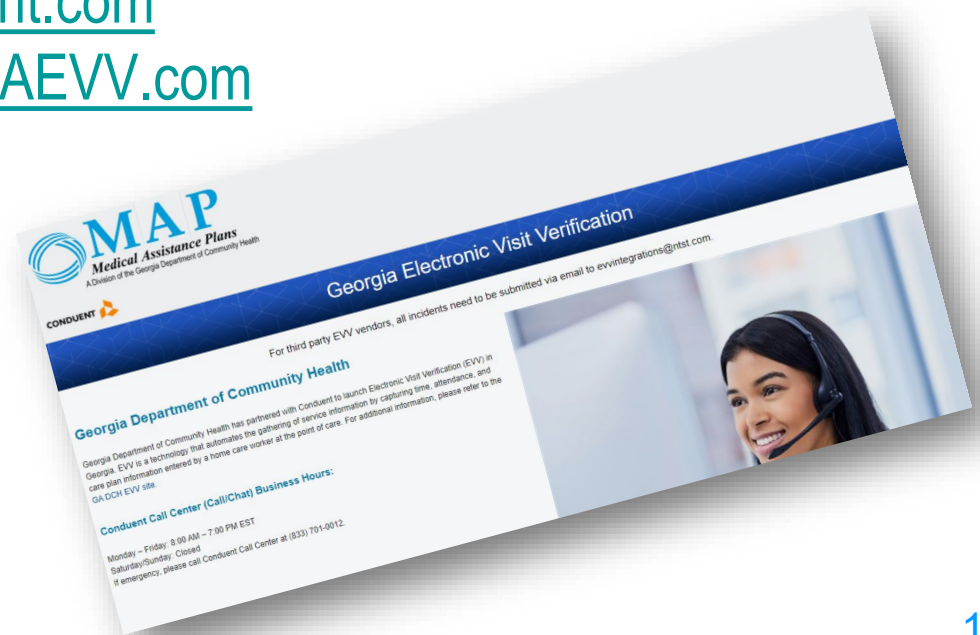 nt.com
AEVV.com
MAP
Medical Assistance Plans
A Division of the Georgia Department of Community Health
CONDUENT
Georgia Electronic Visit Verification
For third party EVV vendors, all incidents need to be submitted via email to evvintegrations@ntst.com.
Georgia Department of Community Health
Georgia Department of Community Health has partnered with Conduent to launch Electronic Visit Verification (EVV) in
Georgia. EVV is a technology that automates the gathering of service information by capturing time, attendance, and
care plan information entered by a home care worker at the point of care. For additional information, please refer to the
GA DCH EVV site.
Conduent Call Center (Call/Chat) Business Hours:
Monday – Friday: 8:00 AM – 7:00 PM EST
Saturday/Sunday: Closed
If emergency, please call Conduent Call Center at (833) 701-0012.
1